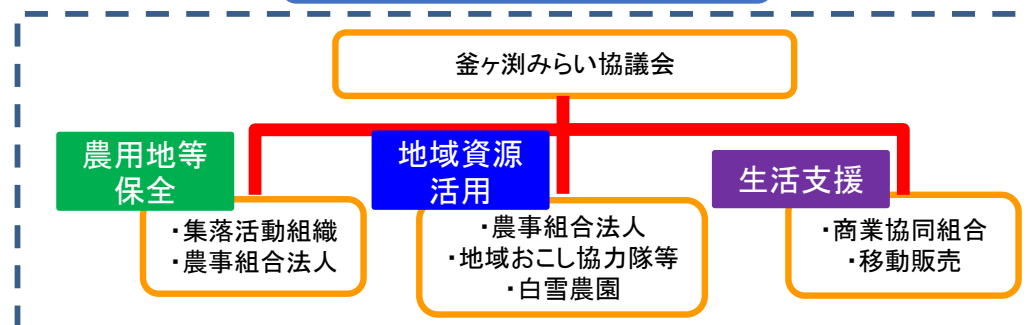 釜ヶ渕みらい協議会
農用地等
保全
・集落活動組織
・農事組合法人
地域資源
活用
・農事組合法人
・地域おこし協力隊等
・白雪農園
生活支援
・商業協同組合
・移動販売